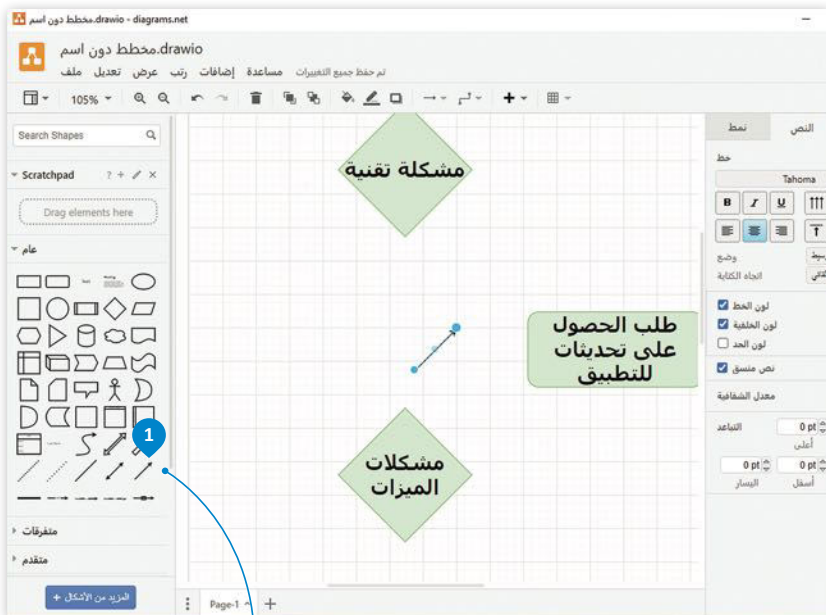 مخطط دون اسم.drawio - diagrams.net
مخطط دون اسم.drawio
ملف تعديل عرض رتب إضافات مساعدة تم حفظ جميع التغييرات
105%
Search Shapes
Scratchpad
Drag elements here
عام
1
متفرقات
متقدم
+ المزيد من الأشكال
مشكلة تقنية
طلب الحصول
على تحديثات
للتطبيق
مشكلات
الميزات
Page-1
النص
نمط
خط
Tahoma
B I U
وضع
اتجاه الكتابة
لون الخط
لون الخلفية
لون الحد
نص منسق
معدل الشفافية
التباعد
0 pt
أعلى
0 pt 0 pt
اليسار أسفل